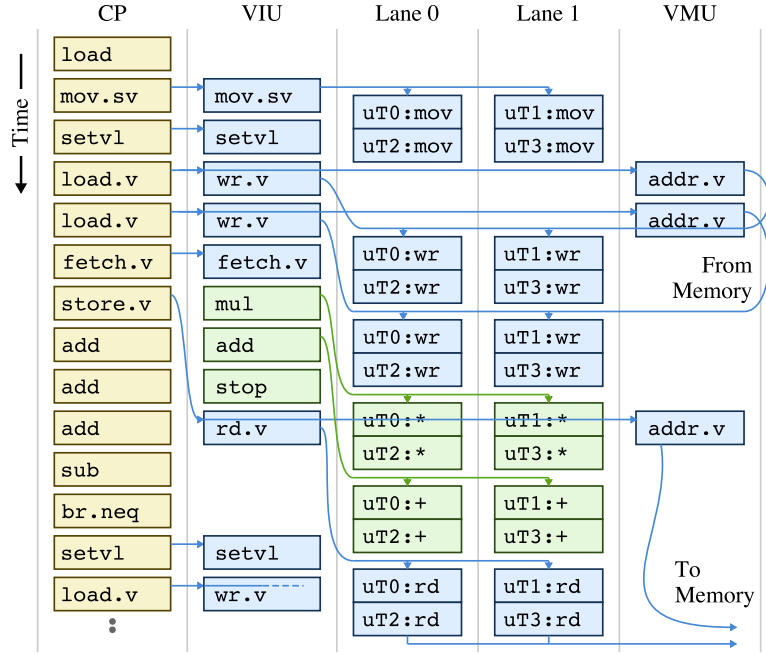 CP VIU Lane 0 Lane 1 VMU
Time
load
mov.sv mov.sv
uT0:mov uT1:mov
setvl setvl
uT2:mov uT3:mov
load.v wr.v addr.v
load.v wr.v addr.v
uT0:wr uT1:wr
fetch.v fetch.v
From
uT2:wr uT3:wr
Memory
store.v mul
add add
uT0:wr uT1:wr
uT2:wr uT3:wr
add stop
uT0:* uT1:*
add rd.v addr.v
uT2:* uT3:*
sub
uT0:+ uT1:+
br.neq
uT2:+ uT3:+
setvl setvl
To
uT0:rd uT1:rd
load.v wr.v
Memory
uT2:rd uT3:rd